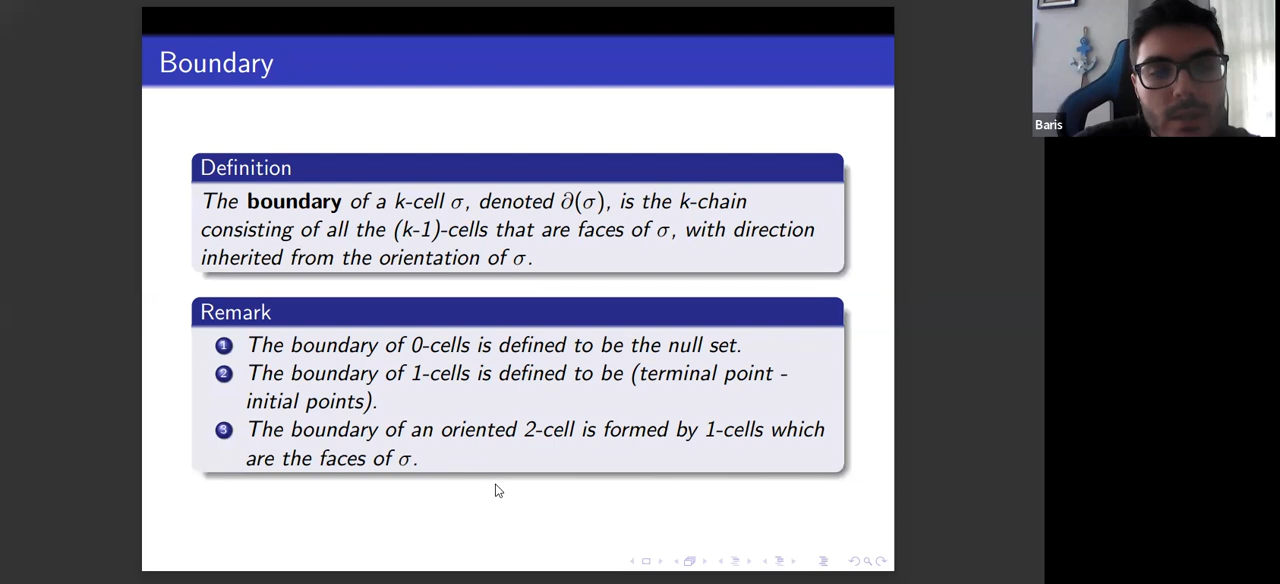 Boundary
Definition
The boundary of a k-cell σ, denoted ∂(σ), is the k-chain
consisting of all the (k-1)-cells that are faces of σ, with direction
inherited from the orientation of σ.
Remark
1 The boundary of 0-cells is defined to be the null set.
2 The boundary of 1-cells is defined to be (terminal point -
initial points).
3 The boundary of an oriented 2-cell is formed by 1-cells which
are the faces of σ.
Baris